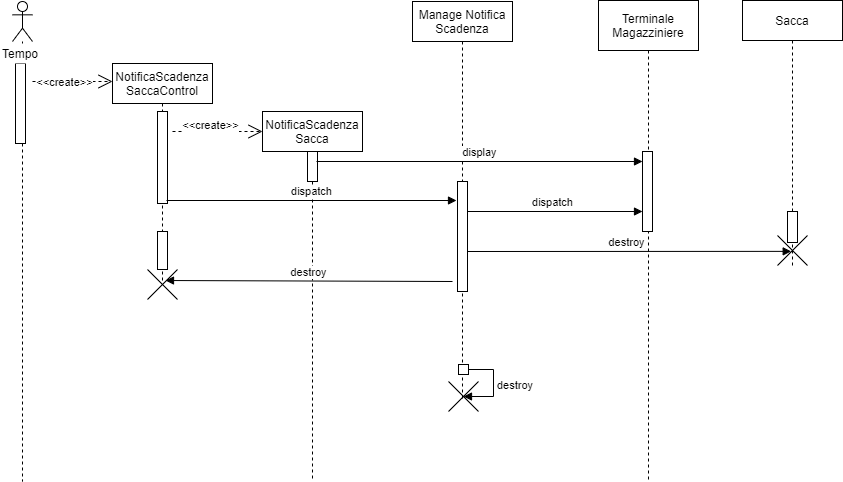 Tempo
Manage Notifica
Scadenza
Terminale
Magazziniere
Sacca
<<create>>
NotificaScadenza
SaccaControl
<<create>>
NotificaScadenza
Sacca
display
dispatch
dispatch
destroy
destroy
destroy